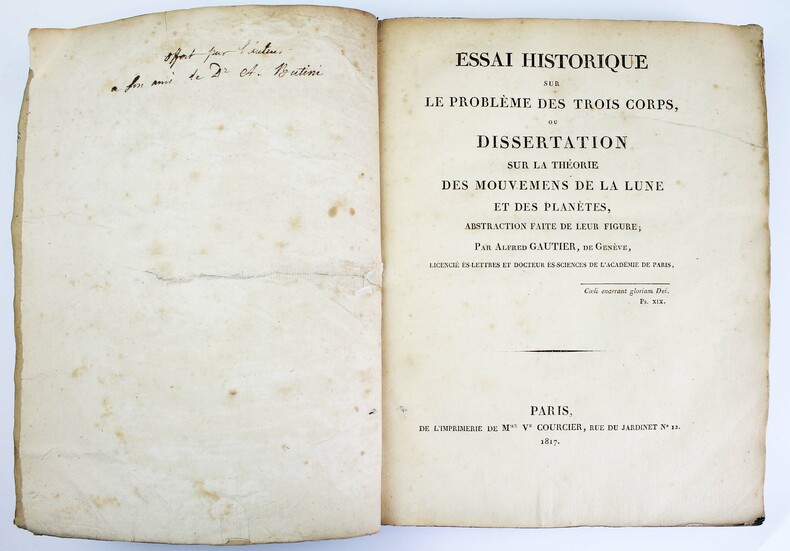 offert par l'auteur
a son ami le Dr A. Butini
ESSAI HISTORIQUE
SUR
LE PROBLÈME DES TROIS CORPS,
OU
DISSERTATION
SUR LA THÉORIE
DES MOUVEMENS DE LA LUNE
ET DES PLANÈTES,
ABSTRACTION FAITE DE LEUR FIGURE;
PAR ALFRED GAUTIER, DE GENÈVE,
LICENCIÉ ÈS-LETTRES ET DOCTEUR ÈS-SCIENCES DE L'ACADÉMIE DE PARIS,
Cœli enarrant gloriam Dei.
Ps. XIX.
PARIS,
DE L'IMPRIMERIE DE Mme Ve COURCIER, RUE DU JARDINET No 12.
1817.